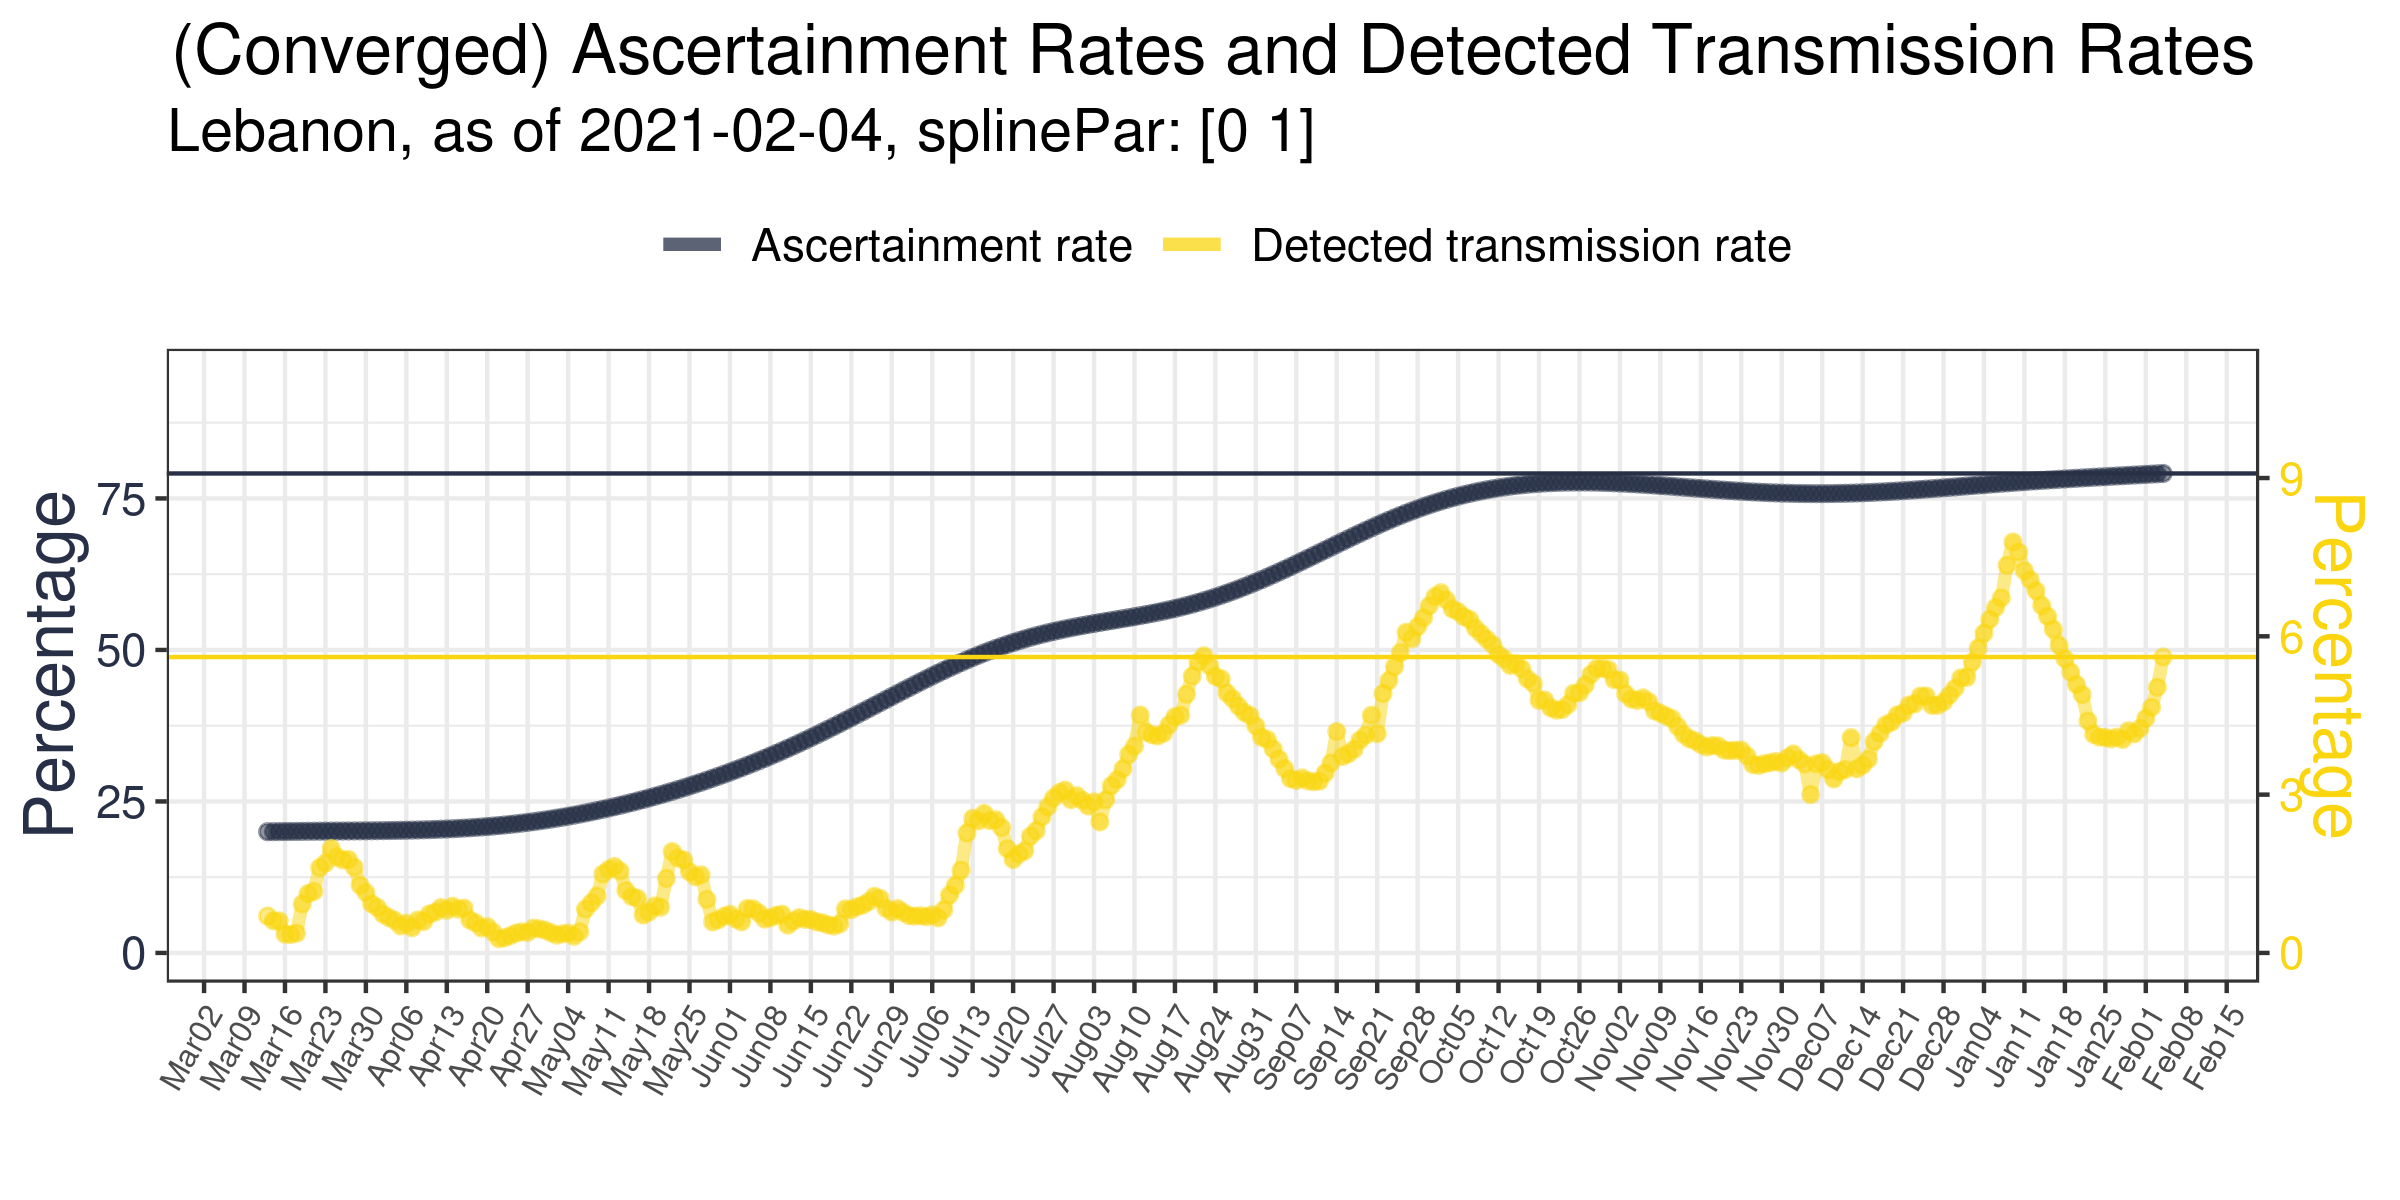 (Converged) Ascertainment Rates and Detected Transmission Rates
Lebanon, as of 2021-02-04, splinePar: [0 1]
Ascertainment rate
Detected transmission rate
Percentage
75
50
25
0
9
6
3
0
Percentage
Mar02
Mar09
Mar16
Mar23
Mar30
Apr06
Apr13
Apr20
Apr27
May04
May11
May18
May25
Jun01
Jun08
Jun15
Jun22
Jun29
Jul06
Jul13
Jul20
Jul27
Aug03
Aug10
Aug17
Aug24
Aug31
Sep07
Sep14
Sep21
Sep28
Oct05
Oct12
Oct19
Oct26
Nov02
Nov09
Nov16
Nov23
Nov30
Dec07
Dec14
Dec21
Dec28
Jan04
Jan11
Jan18
Jan25
Feb01
Feb08
Feb15